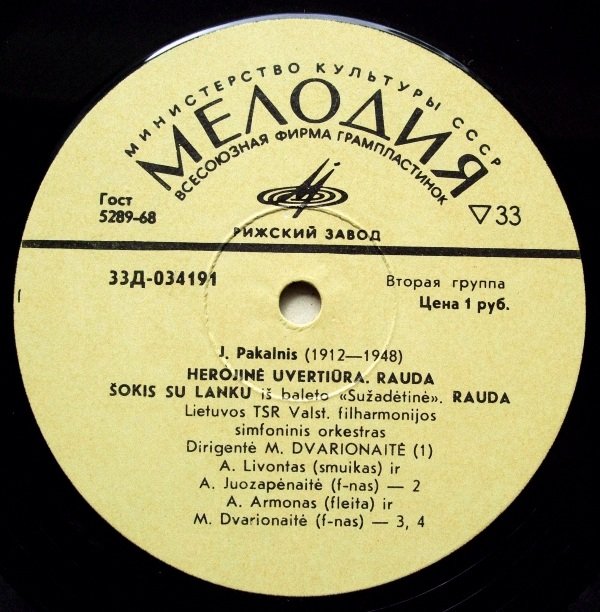 МИНИСТЕРСТВО КУЛЬТУРЫ СССР
МЕЛОДИЯ
ВСЕСОЮЗНАЯ ФИРМА ГРАМПЛАСТИНОК
Гост
5289-68
33
РИЖСКИЙ ЗАВОД
33Д-034191
Вторая группа
Цена 1 руб.
J. Pakalnis (1912—1948)
HEROJINĖ UVERTIŪRA. RAUDA
ŠOKIS SU LANKU iš baleto «Sužadėtinė». RAUDA
Lietuvos TSR Valst. filharmonijos
simfoninis orkestras
Dirigentė M. DVARIONAITĖ (1)
A. Livontas (smuikas) ir
A. Juozapėnaitė (f-nas) — 2
A. Armonas (fleita) ir
M. Dvarionaitė (f-nas) — 3, 4